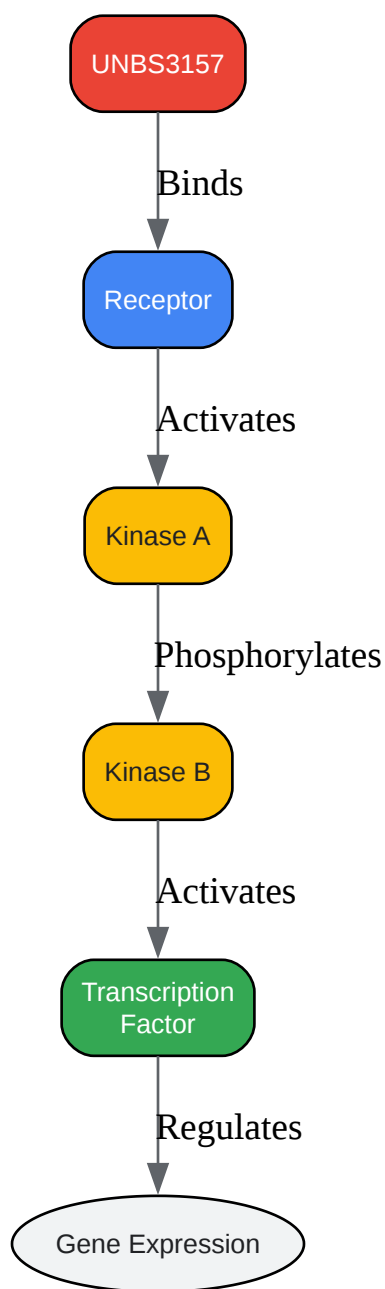 UNBS3157
Binds
Receptor
Activates
Kinase A
Phosphorylates
Kinase B
Activates
Transcription
Factor
Regulates
Gene Expression